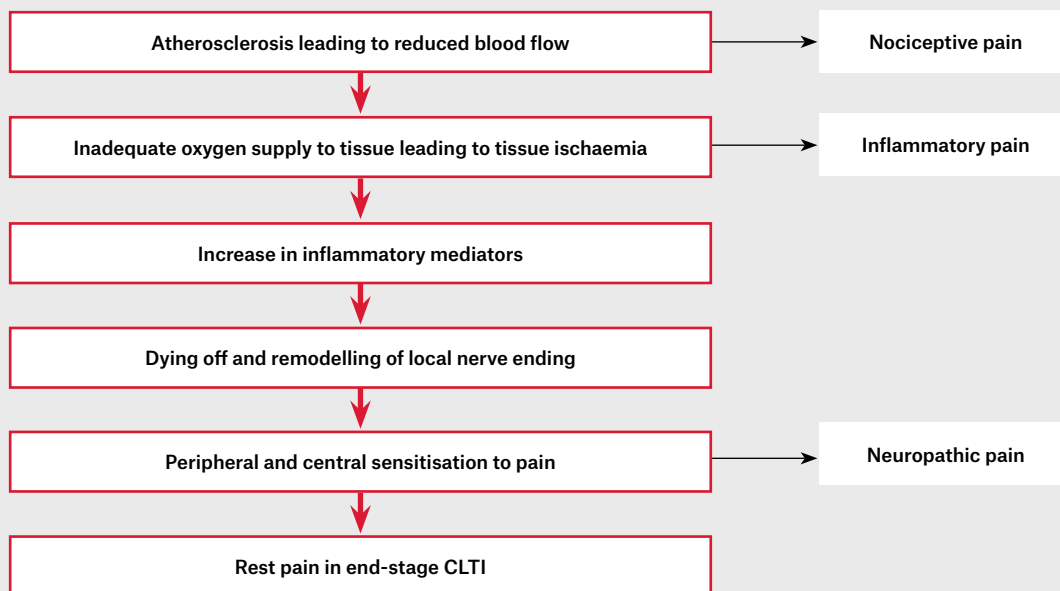 Atherosclerosis leading to reduced blood flow
Nociceptive pain
Inadequate oxygen supply to tissue leading to tissue ischaemia
Inflammatory pain
Increase in inflammatory mediators
Dying off and remodelling of local nerve ending
Peripheral and central sensitisation to pain
Neuropathic pain
Rest pain in end-stage CLTI